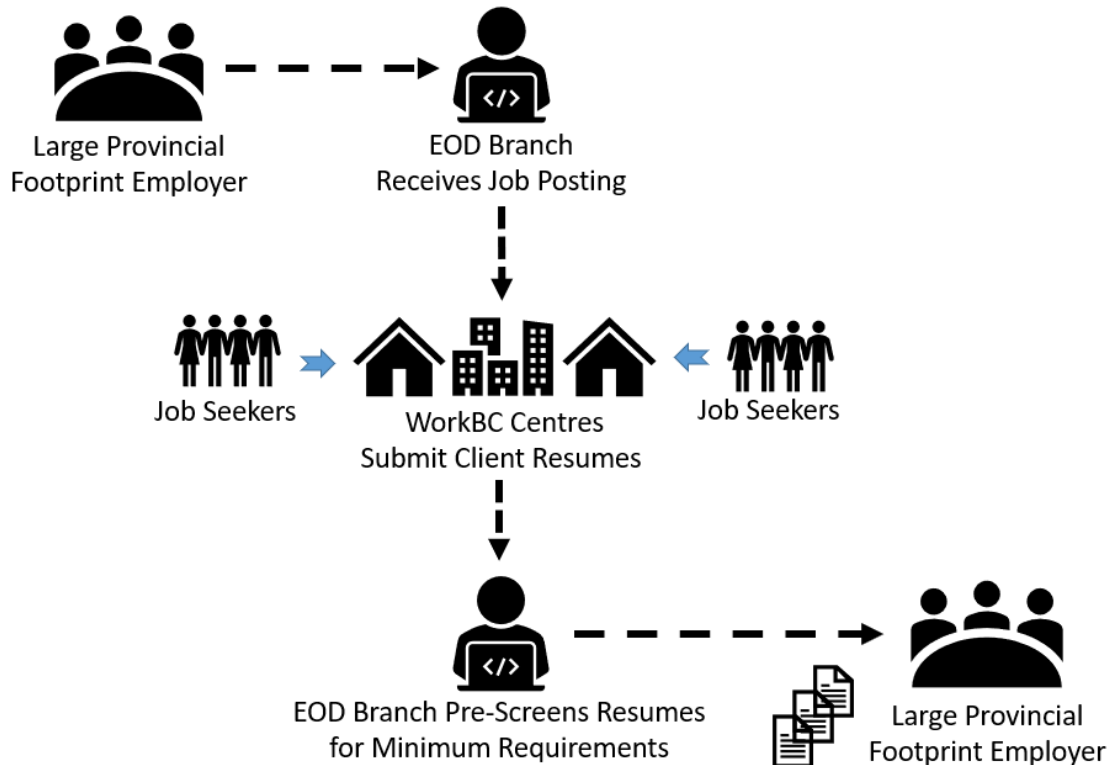 Large Provincial
Footprint Employer
EOD Branch
Receives Job Posting
Job Seekers
WorkBC Centres
Submit Client Resumes
Job Seekers
EOD Branch Pre-Screens Resumes
for Minimum Requirements
Large Provincial
Footprint Employer